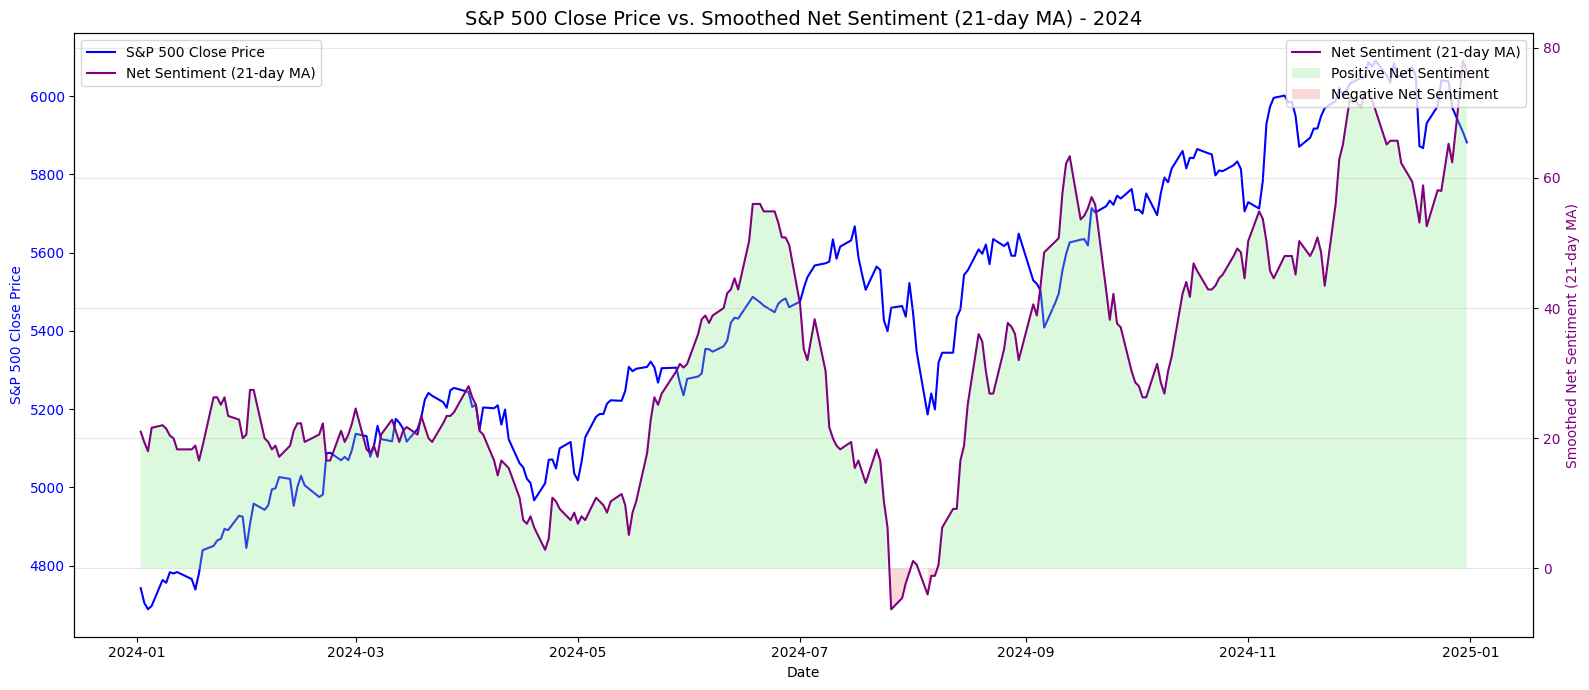 S&P 500 Close Price vs. Smoothed Net Sentiment (21-day MA) - 2024
S&P 500 Close Price
Net Sentiment (21-day MA)
Net Sentiment (21-day MA)
Positive Net Sentiment
Negative Net Sentiment
S&P 500 Close Price
6000
5800
5600
5400
5200
5000
4800
80
60
40
20
0
Smoothed Net Sentiment (21-day MA)
2024-01
2024-03
2024-05
2024-07
2024-09
2024-11
2025-01
Date